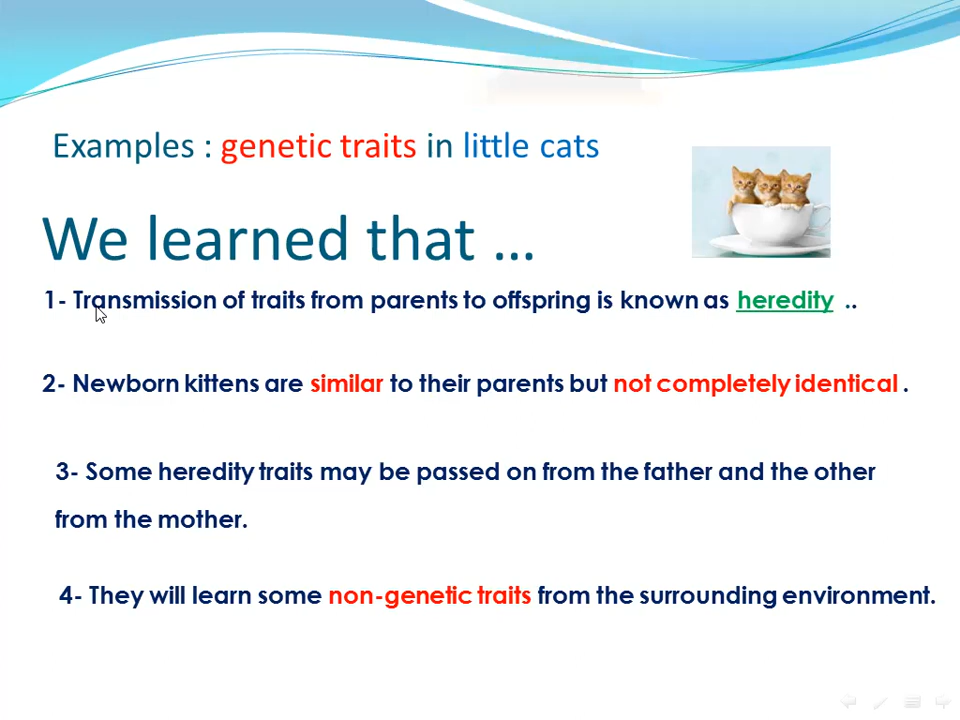 Examples : genetic traits in little cats
We learned that ...
1- Transmission of traits from parents to offspring is known as heredity ..
2- Newborn kittens are similar to their parents but not completely identical .
3- Some heredity traits may be passed on from the father and the other
from the mother.
4- They will learn some non-genetic traits from the surrounding environment.